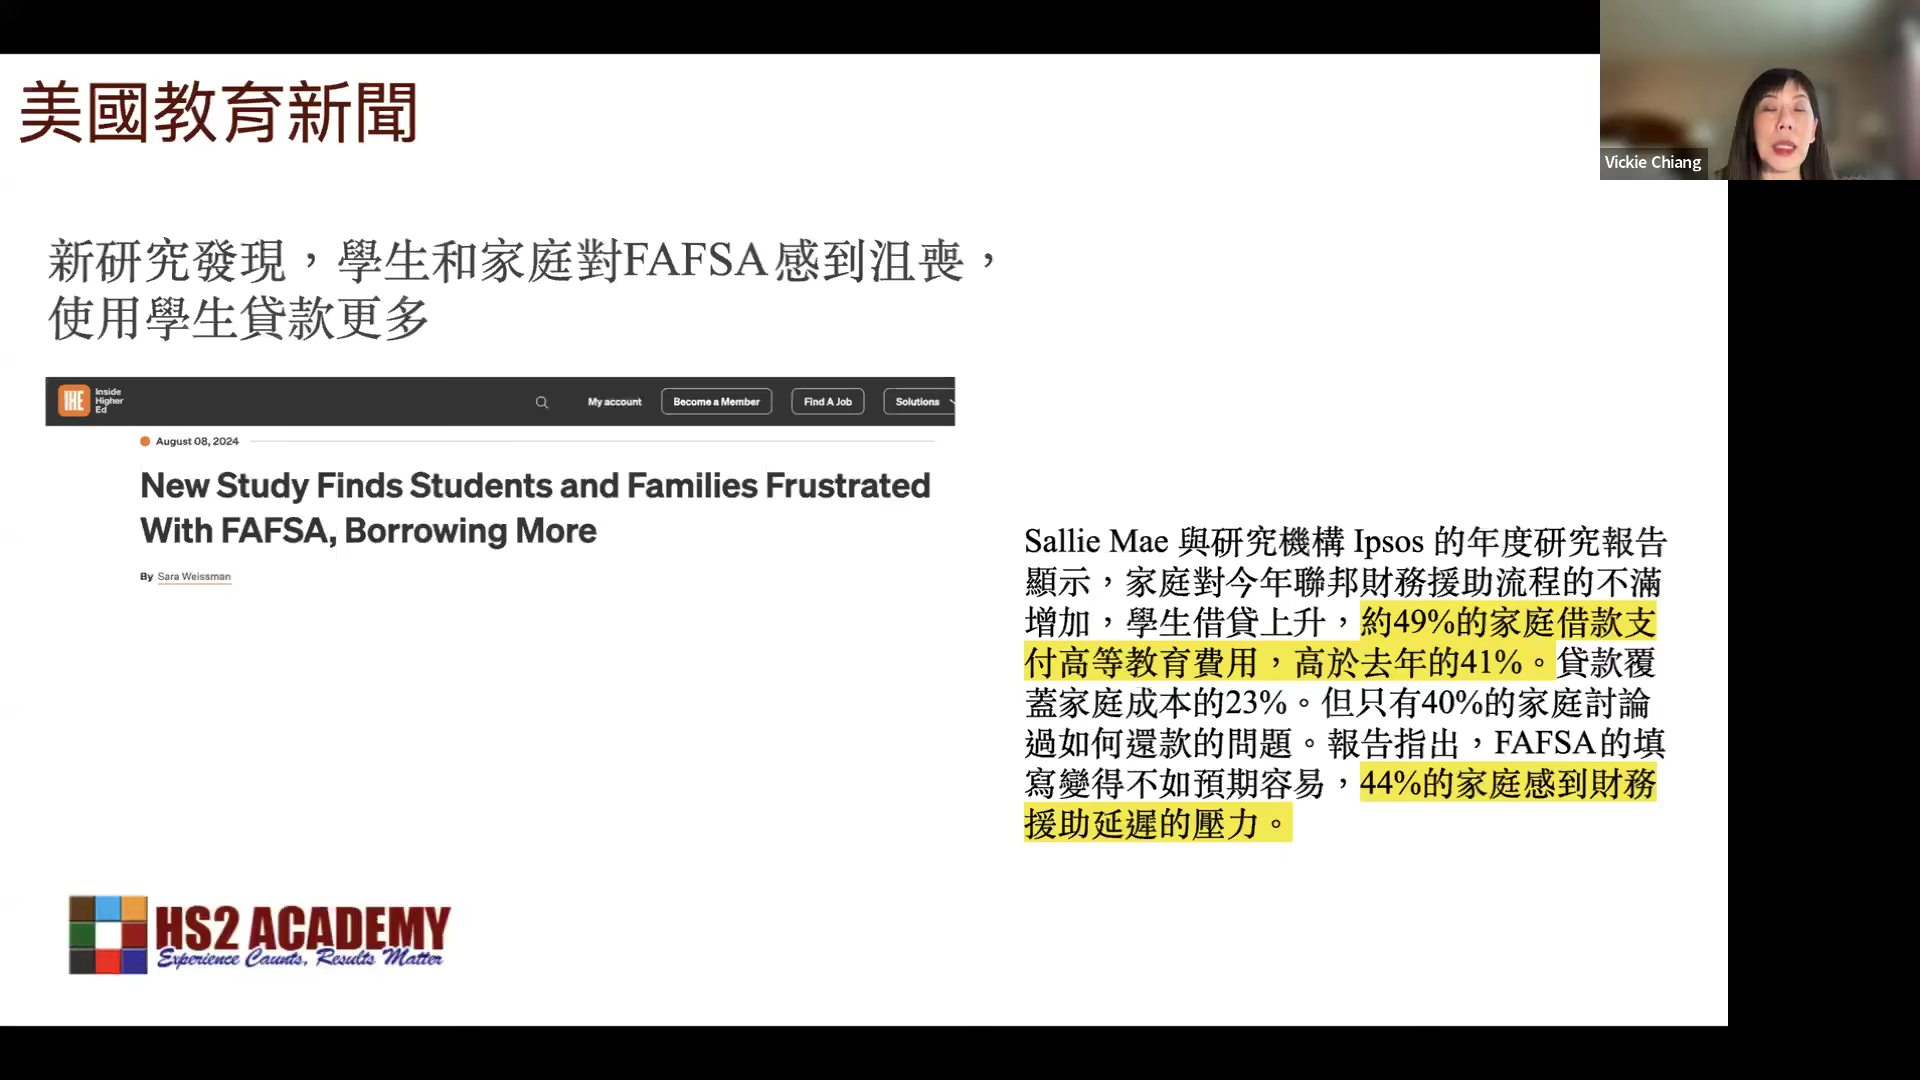 美國教育新聞
Vickie Chiang
新研究發現，學生和家庭對FAFSA感到沮喪，
使用學生貸款更多
IHE
Inside
Higher
Ed
My account
Become a Member
Find A Job
Solutions
August 08, 2024
New Study Finds Students and Families Frustrated
With FAFSA, Borrowing More
By Sara Weissman
Sallie Mae 與研究機構 Ipsos 的年度研究報告
顯示，家庭對今年聯邦財務援助流程的不滿
增加，學生借貸上升，約49%的家庭借款支
付高等教育費用，高於去年的41%。貸款覆
蓋家庭成本的23%。但只有40%的家庭討論
過如何還款的問題。報告指出，FAFSA的填
寫變得不如預期容易，44%的家庭感到財務
援助延遲的壓力。
HS2 ACADEMY
Experience Counts, Results Matter